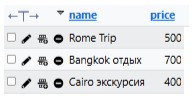 ←T→ ▼ name price
Rome Trip 500
Bangkok отдых 700
Cairo экскурсия 400